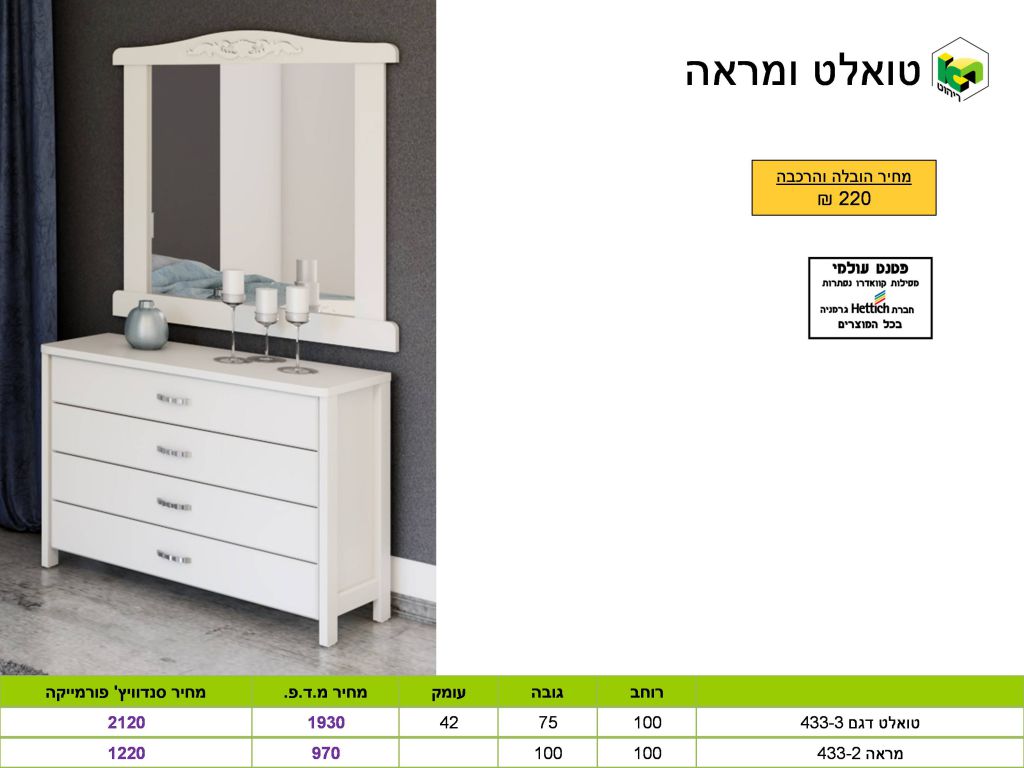 טואלט ומראה
ריהוט
מחיר הובלה והרכבה
220 ₪
פטנט עולמי
מסילות קוואדרו נסתרות
חברת Hettich גרמניה
בכל המוצרים
רוחב גובה עומק מחיר מ.ד.פ. מחיר סנדוויץ' פורמייקה
טואלט דגם 433-3 100 75 42 1930 2120
מראה 433-2 100 100 970 1220